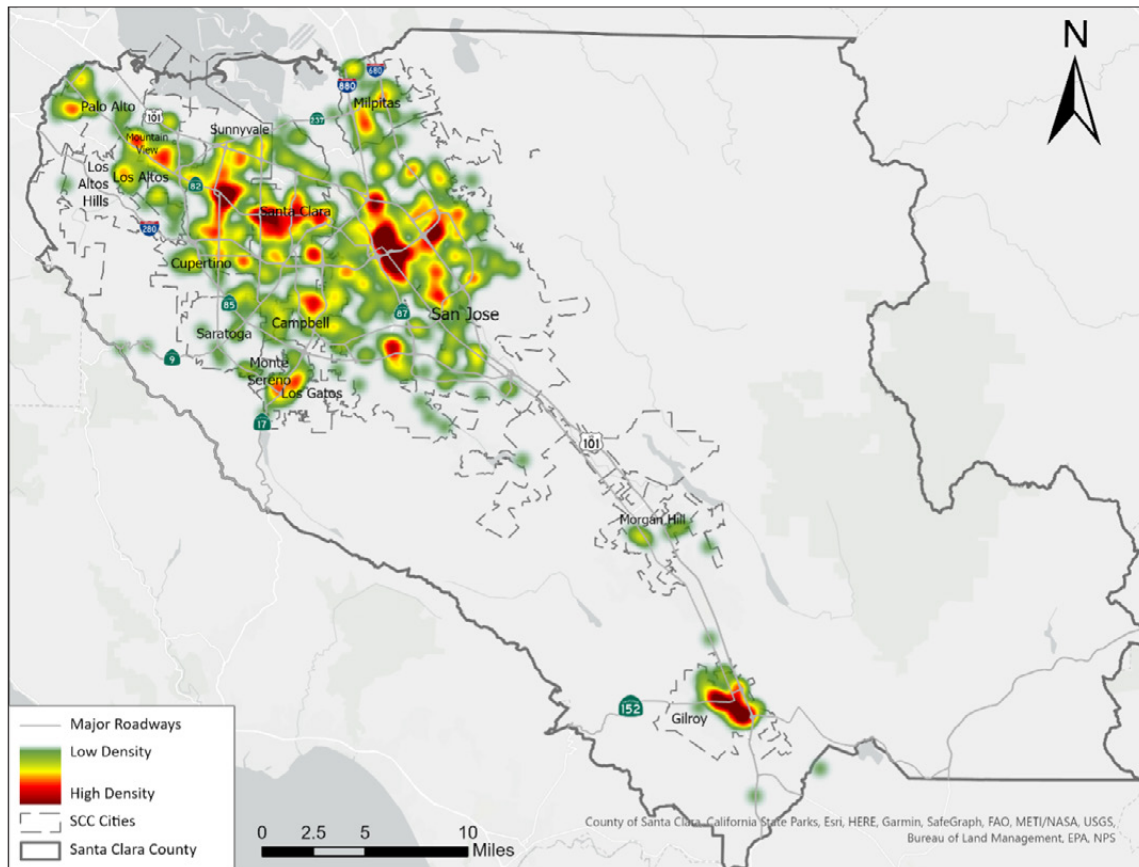 N
680
880
Milpitas
237
Palo Alto
101
Sunnyvale
Mountain
View
Los
Altos
Hills
Los Altos
82
Santa Clara
280
Cupertino
85
Campbell
87
San Jose
Saratoga
9
Monte
Sereno
Los Gatos
17
101
Morgan Hill
152
Gilroy
Major Roadways
Low Density
High Density
SCC Cities
Santa Clara County
0 2.5 5 10
Miles
County of Santa Clara, California State Parks, Esri, HERE, Garmin, SafeGraph, FAO, METI/NASA, USGS,
Bureau of Land Management, EPA, NPS